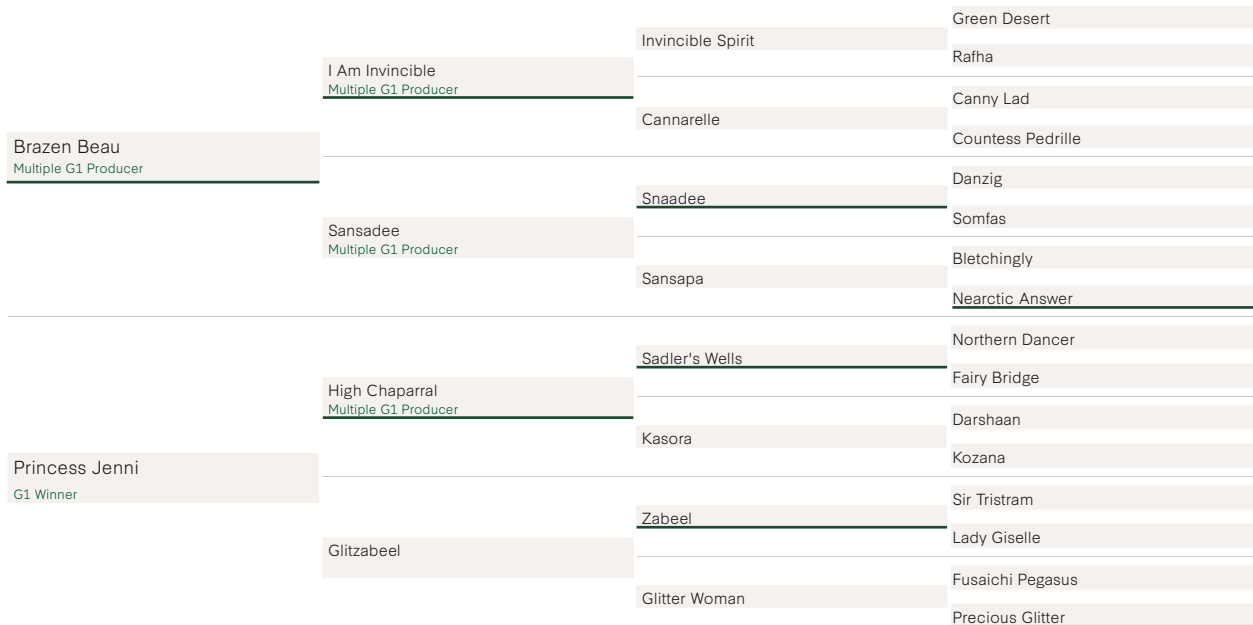 Brazen Beau
Multiple G1 Producer
I Am Invincible
Multiple G1 Producer
Invincible Spirit
Green Desert
Rafha
Cannarelle
Canny Lad
Countess Pedrille
Sansadee
Multiple G1 Producer
Snaadee
Danzig
Somfas
Sansapa
Bletchingly
Nearctic Answer
Princess Jenni
G1 Winner
High Chaparral
Multiple G1 Producer
Sadler's Wells
Northern Dancer
Fairy Bridge
Kasora
Darshaan
Kozana
Glitzabeel
Zabeel
Sir Tristram
Lady Giselle
Glitter Woman
Fusaichi Pegasus
Precious Glitter